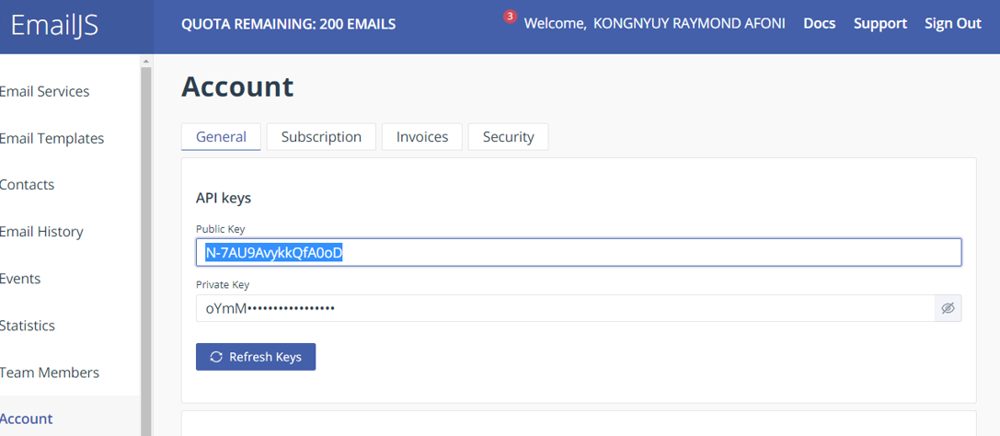 EmailJS
QUOTA REMAINING: 200 EMAILS
3
Welcome, KONGNYUY RAYMOND AFONI
Docs
Support
Sign Out
Email Services
Email Templates
Contacts
Email History
Events
Statistics
Team Members
Account
Account
General
Subscription
Invoices
Security
API keys
Public Key
N-7AU9AvykkQfA0oD
Private Key
oYmM•••••••••••••••••
Refresh Keys